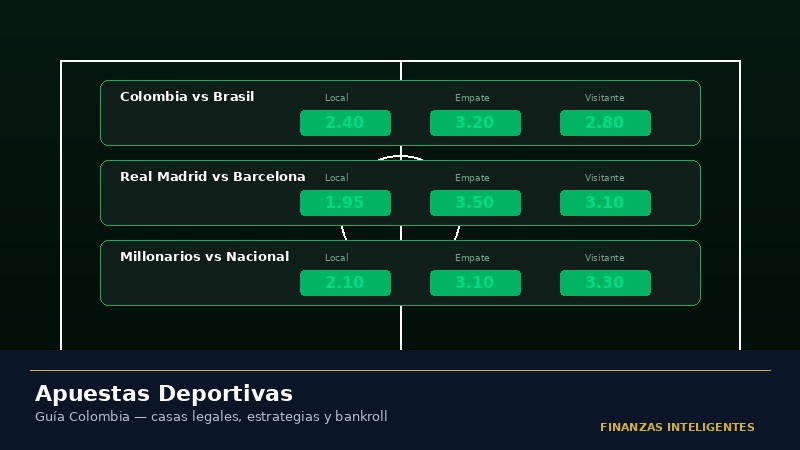 Colombia vs Brasil Local Empate Visitante
2.40 3.20 2.80
Real Madrid vs Barcelona Local Empate Visitante
1.95 3.50 3.10
Millonarios vs Nacional Local Empate Visitante
2.10 3.10 3.30
Apuestas Deportivas
Guía Colombia — casas legales, estrategias y bankroll
FINANZAS INTELIGENTES